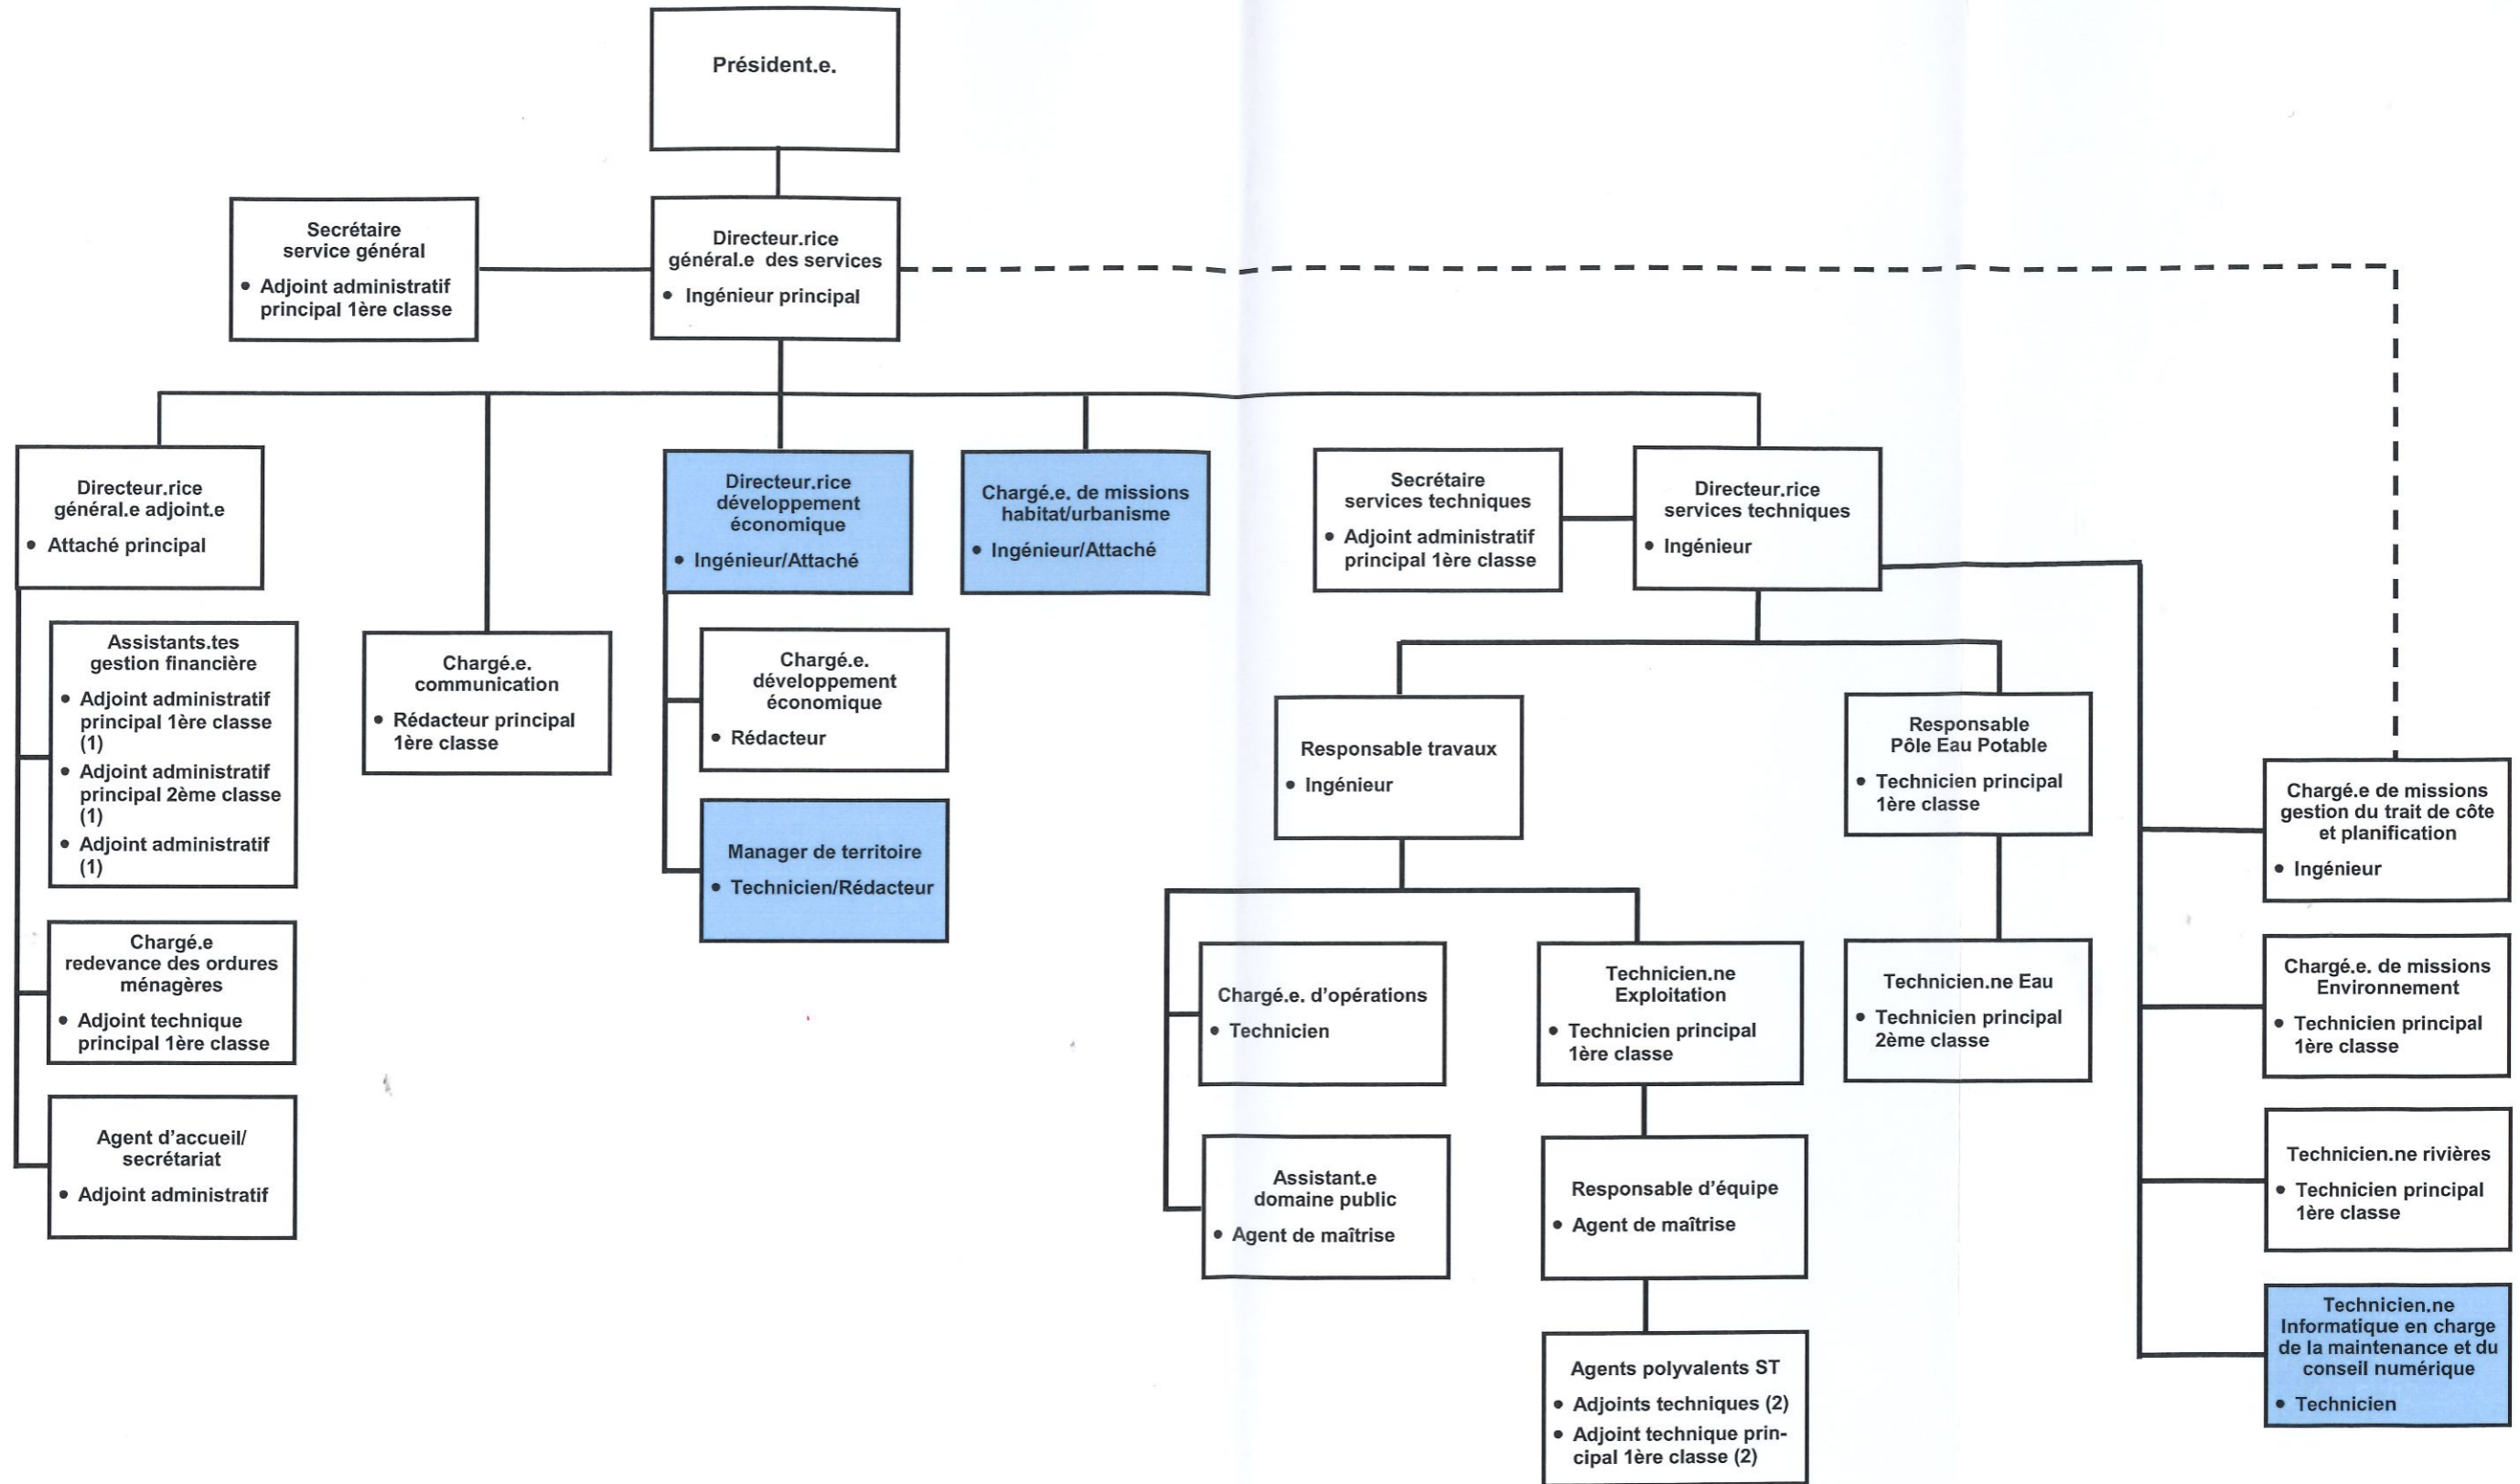 Président.e.
Secrétaire
service général
• Adjoint administratif
principal 1ère classe
Directeur.rice
général.e des services
• Ingénieur principal
Directeur.rice
général.e adjoint.e
• Attaché principal
Directeur.rice
développement
économique
• Ingénieur/Attaché
Chargé.e. de missions
habitat/urbanisme
• Ingénieur/Attaché
Secrétaire
services techniques
• Adjoint administratif
principal 1ère classe
Directeur.rice
services techniques
• Ingénieur
Assistants.tes
gestion financière
• Adjoint administratif
principal 1ère classe
(1)
• Adjoint administratif
principal 2ème classe
(1)
• Adjoint administratif
(1)
Chargé.e.
communication
• Rédacteur principal
1ère classe
Chargé.e.
développement
économique
• Rédacteur
Manager de territoire
• Technicien/Rédacteur
Responsable travaux
• Ingénieur
Responsable
Pôle Eau Potable
• Technicien principal
1ère classe
Chargé.e de missions
gestion du trait de côte
et planification
• Ingénieur
Chargé.e
redevance des ordures
ménagères
• Adjoint technique
principal 1ère classe
Chargé.e. d'opérations
• Technicien
Technicien.ne
Exploitation
• Technicien principal
1ère classe
Technicien.ne Eau
• Technicien principal
2ème classe
Chargé.e. de missions
Environnement
• Technicien principal
1ère classe
Agent d'accueil/
secrétariat
• Adjoint administratif
Assistant.e
domaine public
• Agent de maîtrise
Responsable d'équipe
• Agent de maîtrise
Technicien.ne rivières
• Technicien principal
1ère classe
Agents polyvalents ST
• Adjoints techniques (2)
• Adjoint technique prin-
cipal 1ère classe (2)
Technicien.ne
Informatique en charge
de la maintenance et du
conseil numérique
• Technicien